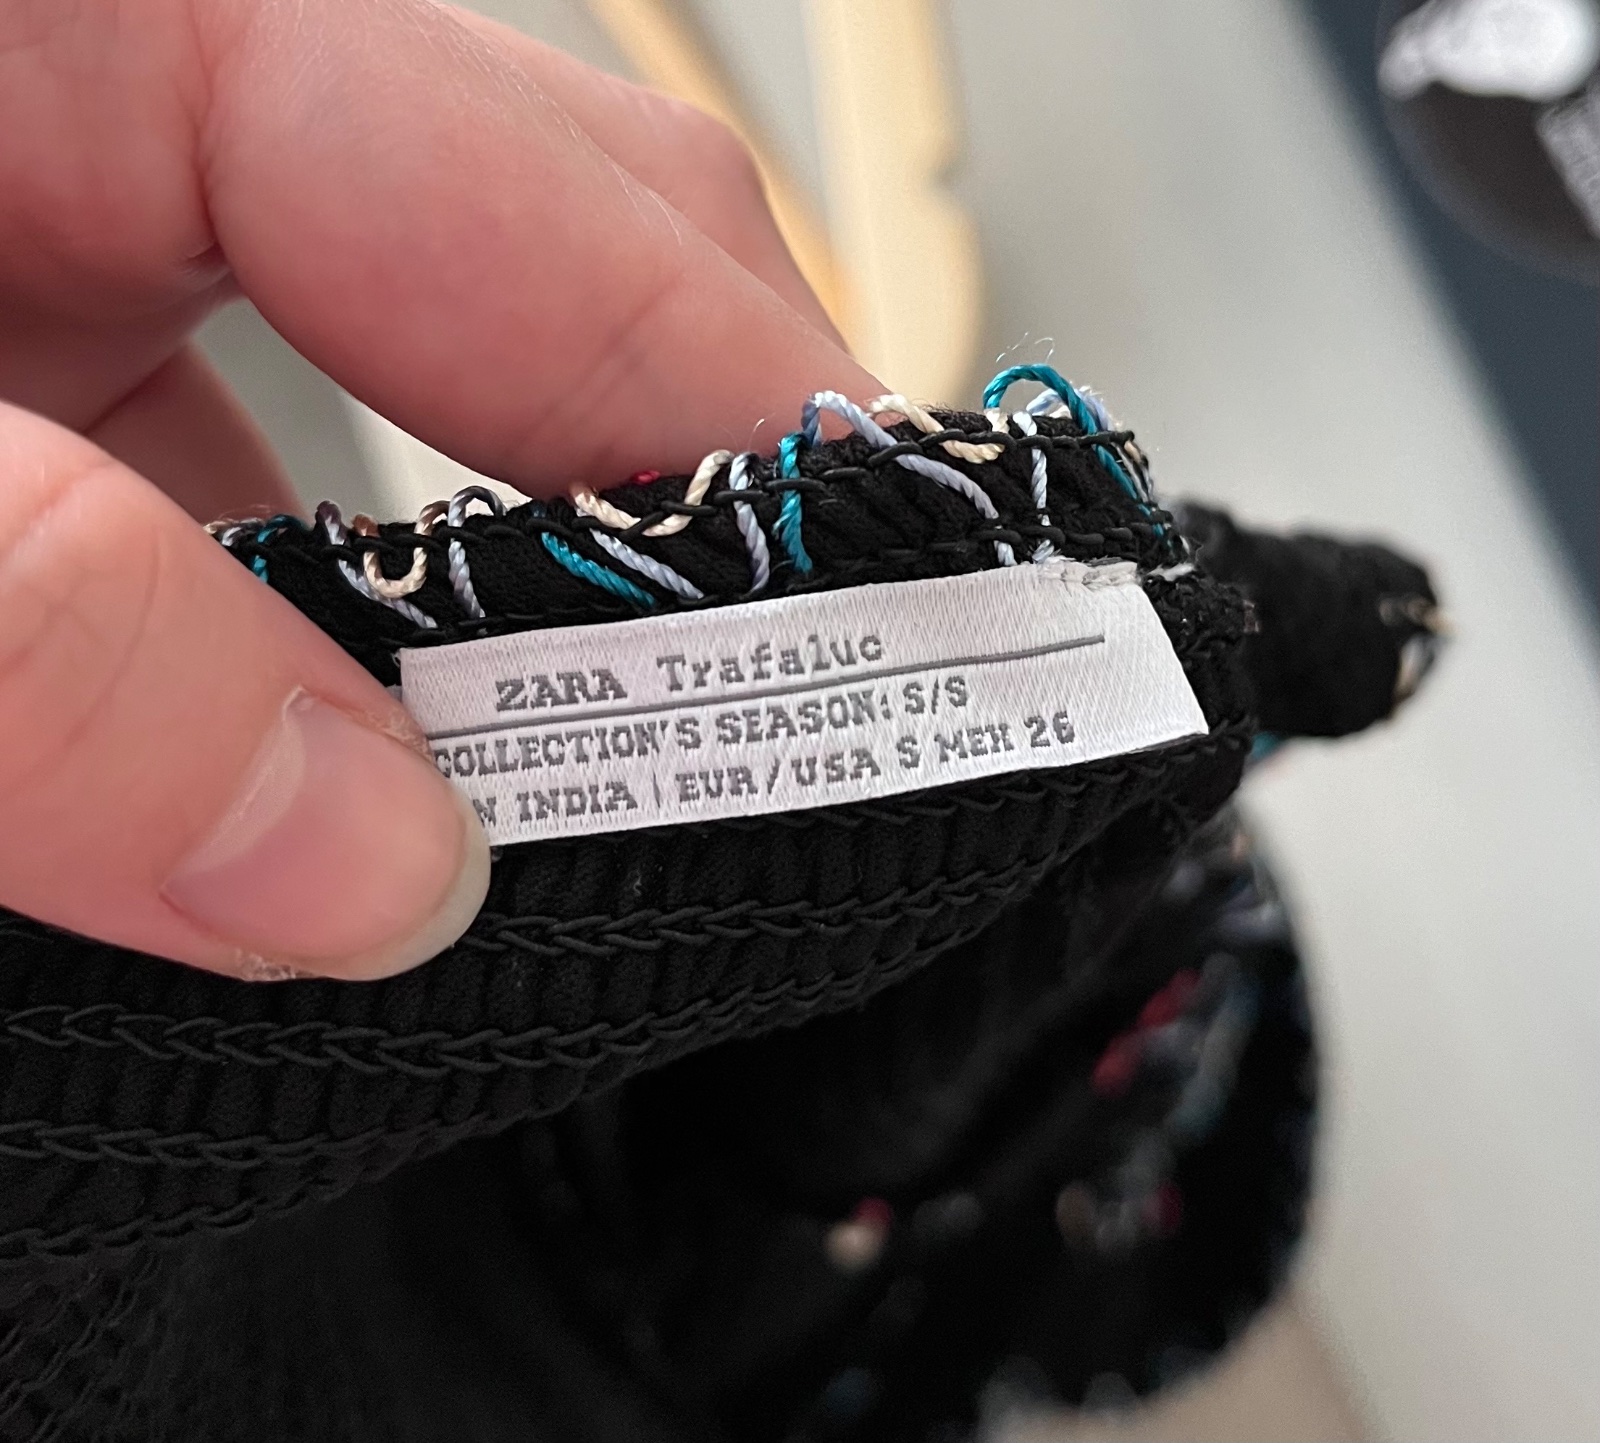 ZARA Trafaluc
COLLECTION'S SEASON: S/S
N INDIA | EUR/USA S MEX 26